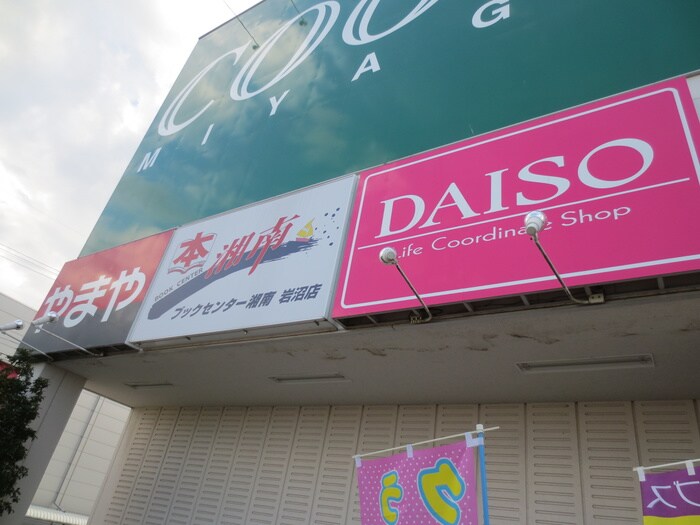 COO
MIYAG
やまや
本
BOOK CENTER
湘南
ブックセンター湘南 岩沼店
DAISO
Life Coordinate Shop